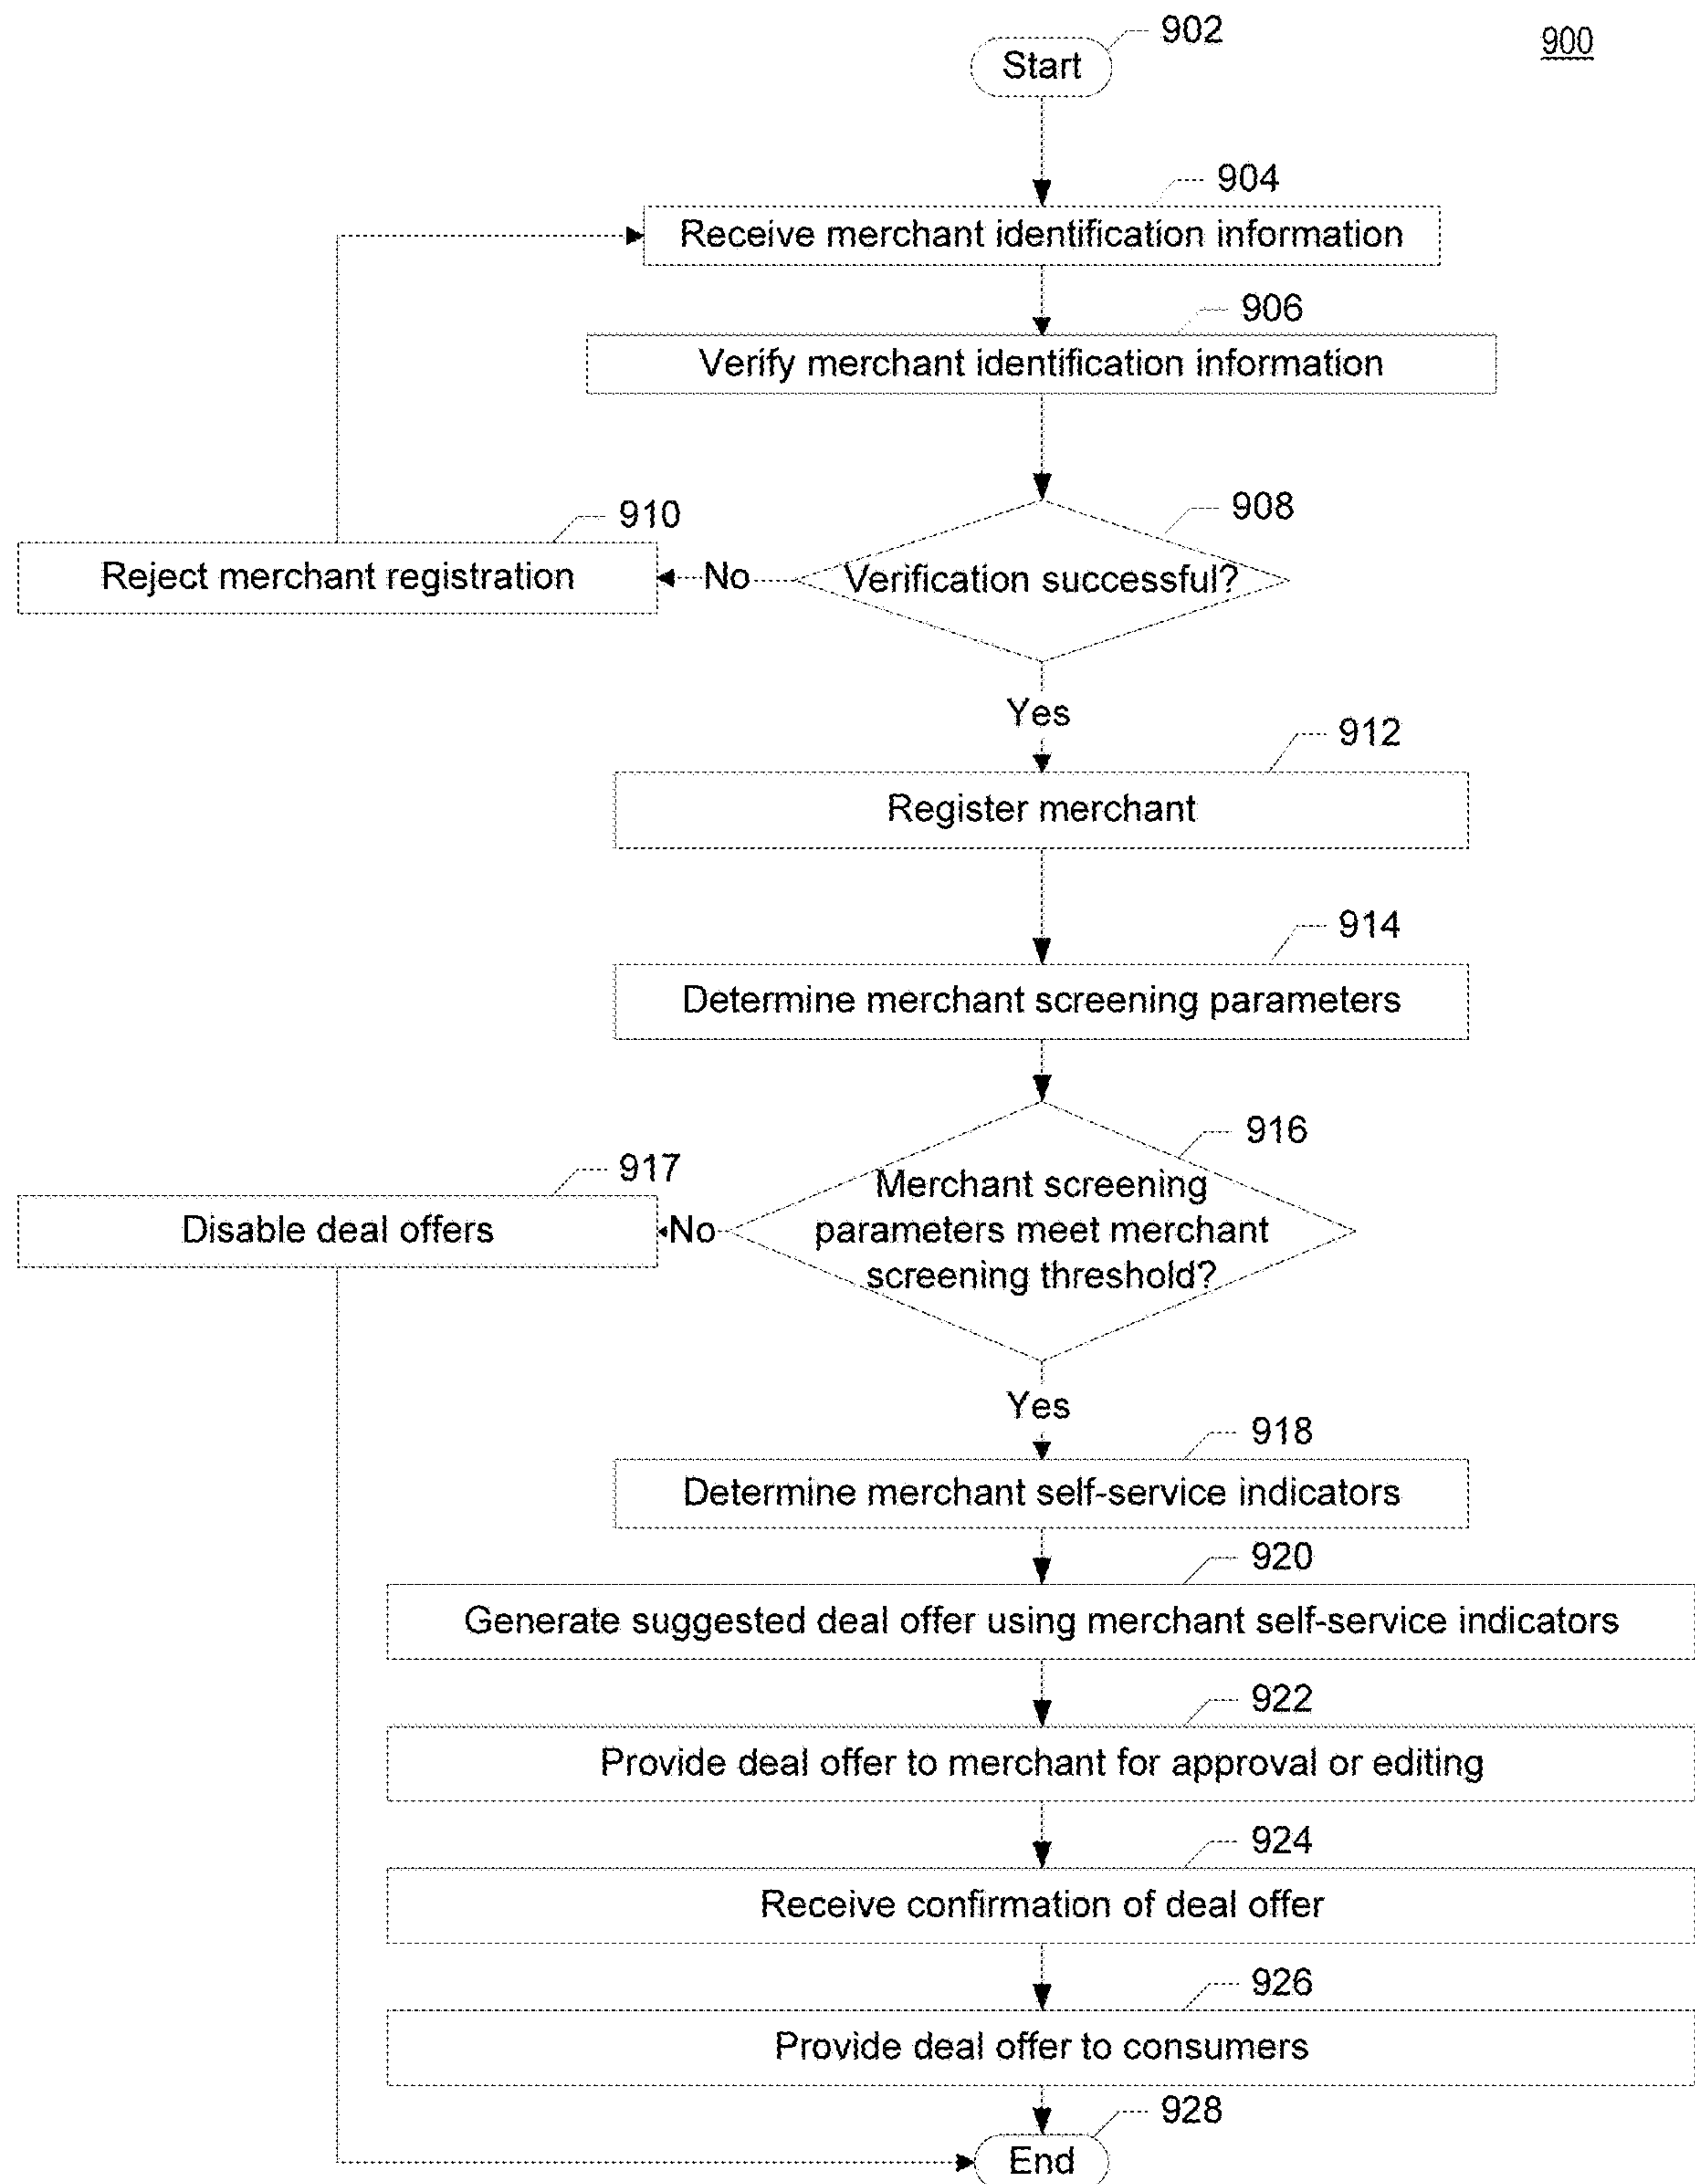 902
900
Start
904
Receive merchant identification information
906
Verify merchant identification information
908
910
Verification successful?
No
Reject merchant registration
Yes
912
Register merchant
914
Determine merchant screening parameters
916
Merchant screening
parameters meet merchant
screening threshold?
917
No
Disable deal offers
Yes
918
Determine merchant self-service indicators
920
Generate suggested deal offer using merchant self-service indicators
922
Provide deal offer to merchant for approval or editing
924
Receive confirmation of deal offer
926
Provide deal offer to consumers
928
End